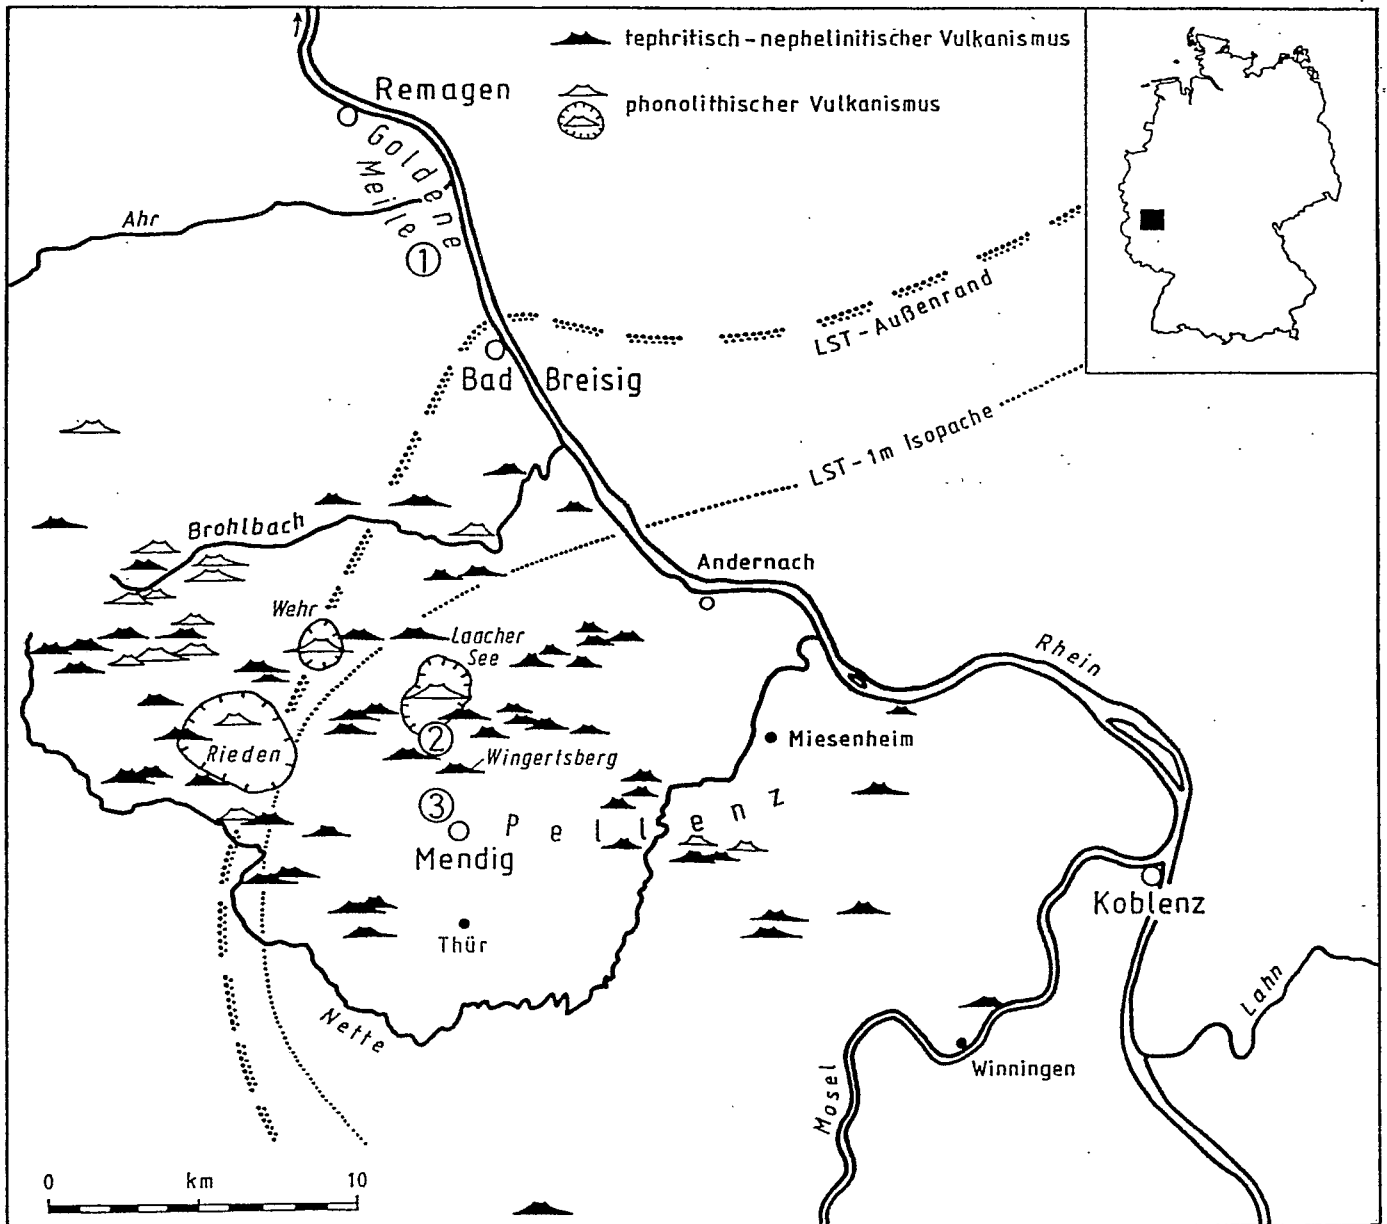 tephritisch-nephelinitischer Vulkanismus
phonolithischer Vulkanismus
Remagen
Goldene
Meile
Ahr
1
LST-Außenrand
Bad Breisig
LST-1m Isopache
Brohlbach
Andernach
Wehr
Laacher
See
Rhein
Rieden
2
Miesenheim
Wingertsberg
3
Pellenz
Mendig
Koblenz
Thür
Lahn
Nette
Winningen
Mosel
0 km 10